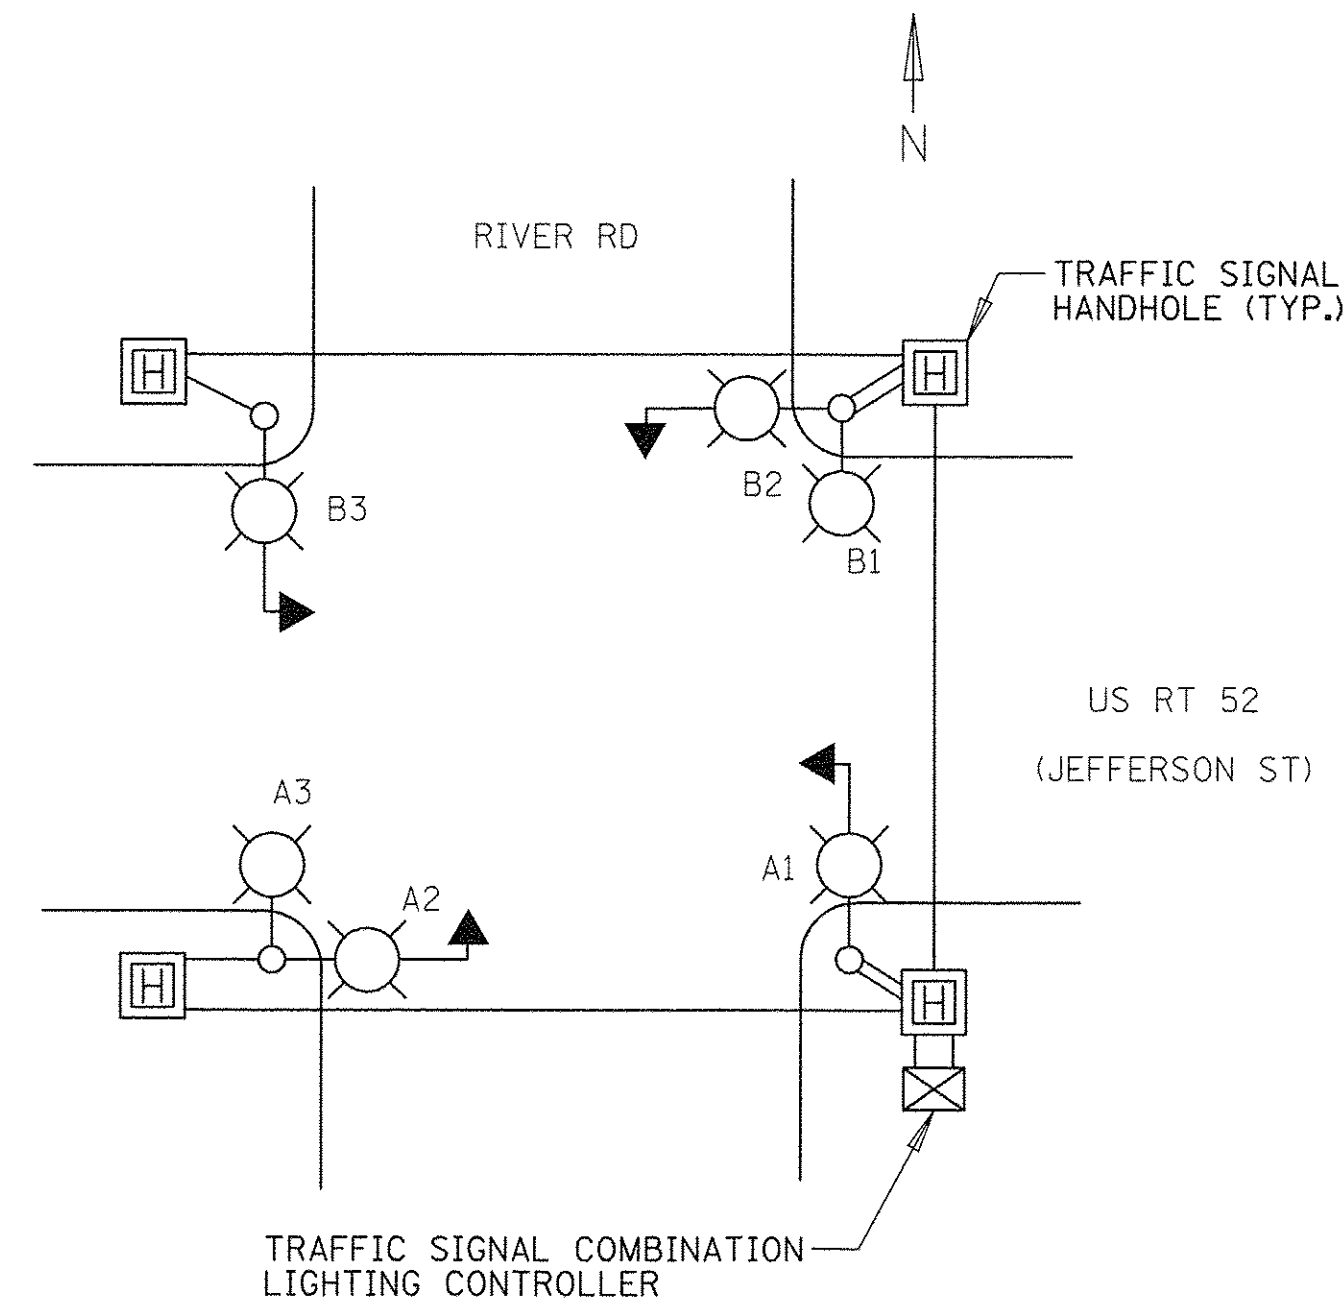 N
RIVER RD
TRAFFIC SIGNAL
HANDHOLE (TYP.)
H
H
B2
B3
B1
US RT 52
(JEFFERSON ST)
A3
A1
A2
H
H
TRAFFIC SIGNAL COMBINATION
LIGHTING CONTROLLER